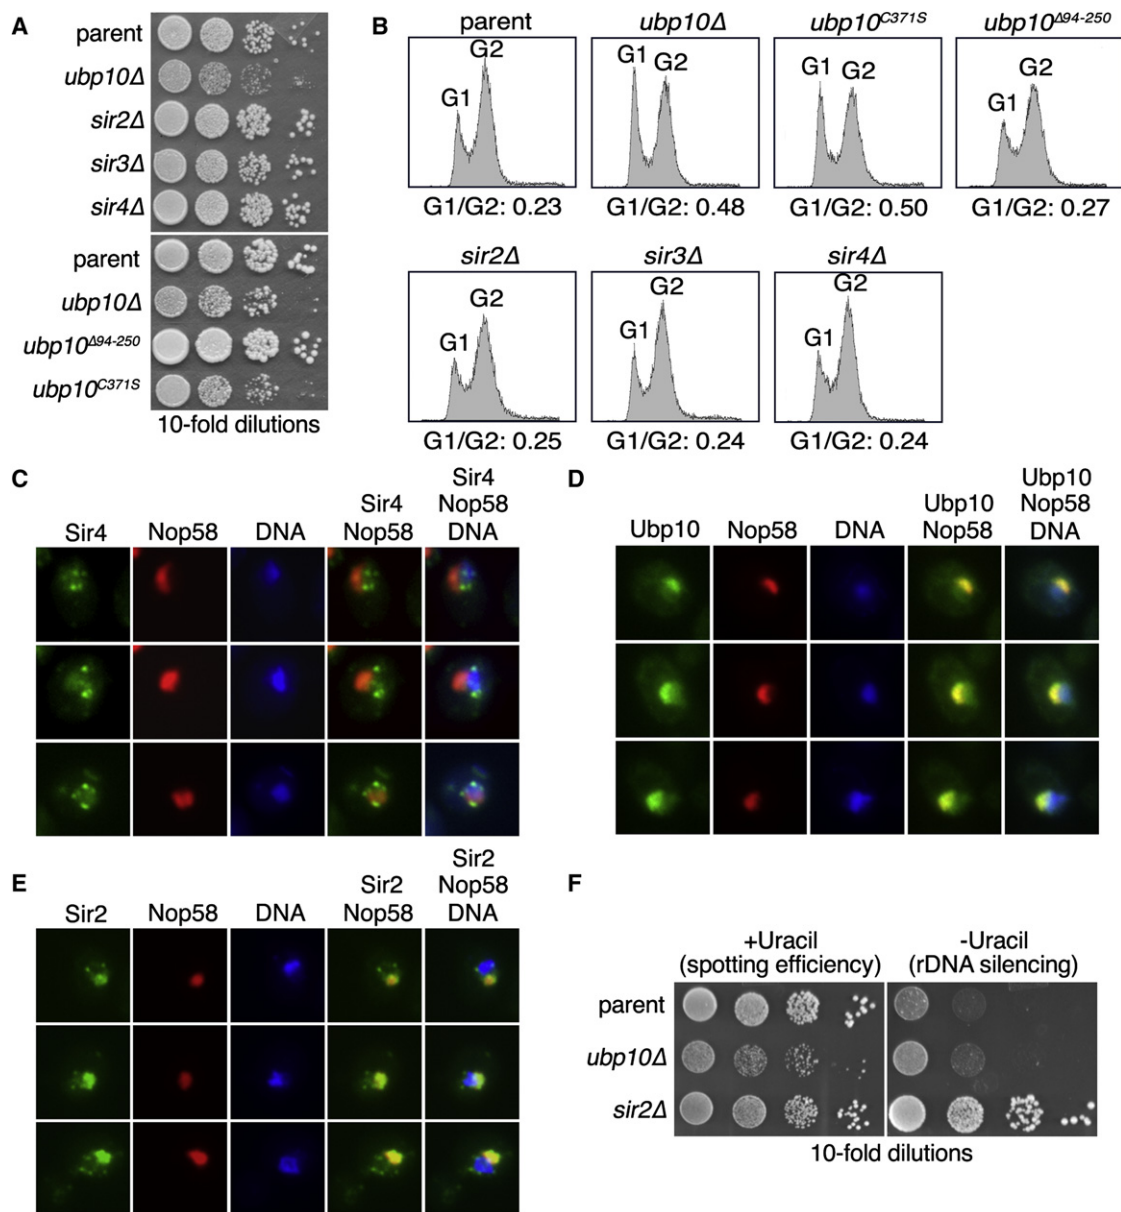 A
parent
ubp10Δ
sir2Δ
sir3Δ
sir4Δ
parent
ubp10Δ
ubp10Δ94-250
ubp10C371S
10-fold dilutions
B
parent ubp10Δ ubp10C371S ubp10Δ94-250
G1 G2 G1 G2 G1 G2 G1 G2
G1/G2: 0.23 G1/G2: 0.48 G1/G2: 0.50 G1/G2: 0.27
sir2Δ sir3Δ sir4Δ
G1 G2 G1 G2 G1 G2
G1/G2: 0.25 G1/G2: 0.24 G1/G2: 0.24
C
Sir4
Sir4 Nop58
Sir4 Nop58 DNA Nop58 DNA
D
Ubp10
Ubp10 Nop58
Ubp10 Nop58 DNA Nop58 DNA
E
Sir2
Sir2 Nop58
Sir2 Nop58 DNA Nop58 DNA
F
+Uracil -Uracil
(spotting efficiency) (rDNA silencing)
parent
ubp10Δ
sir2Δ
10-fold dilutions